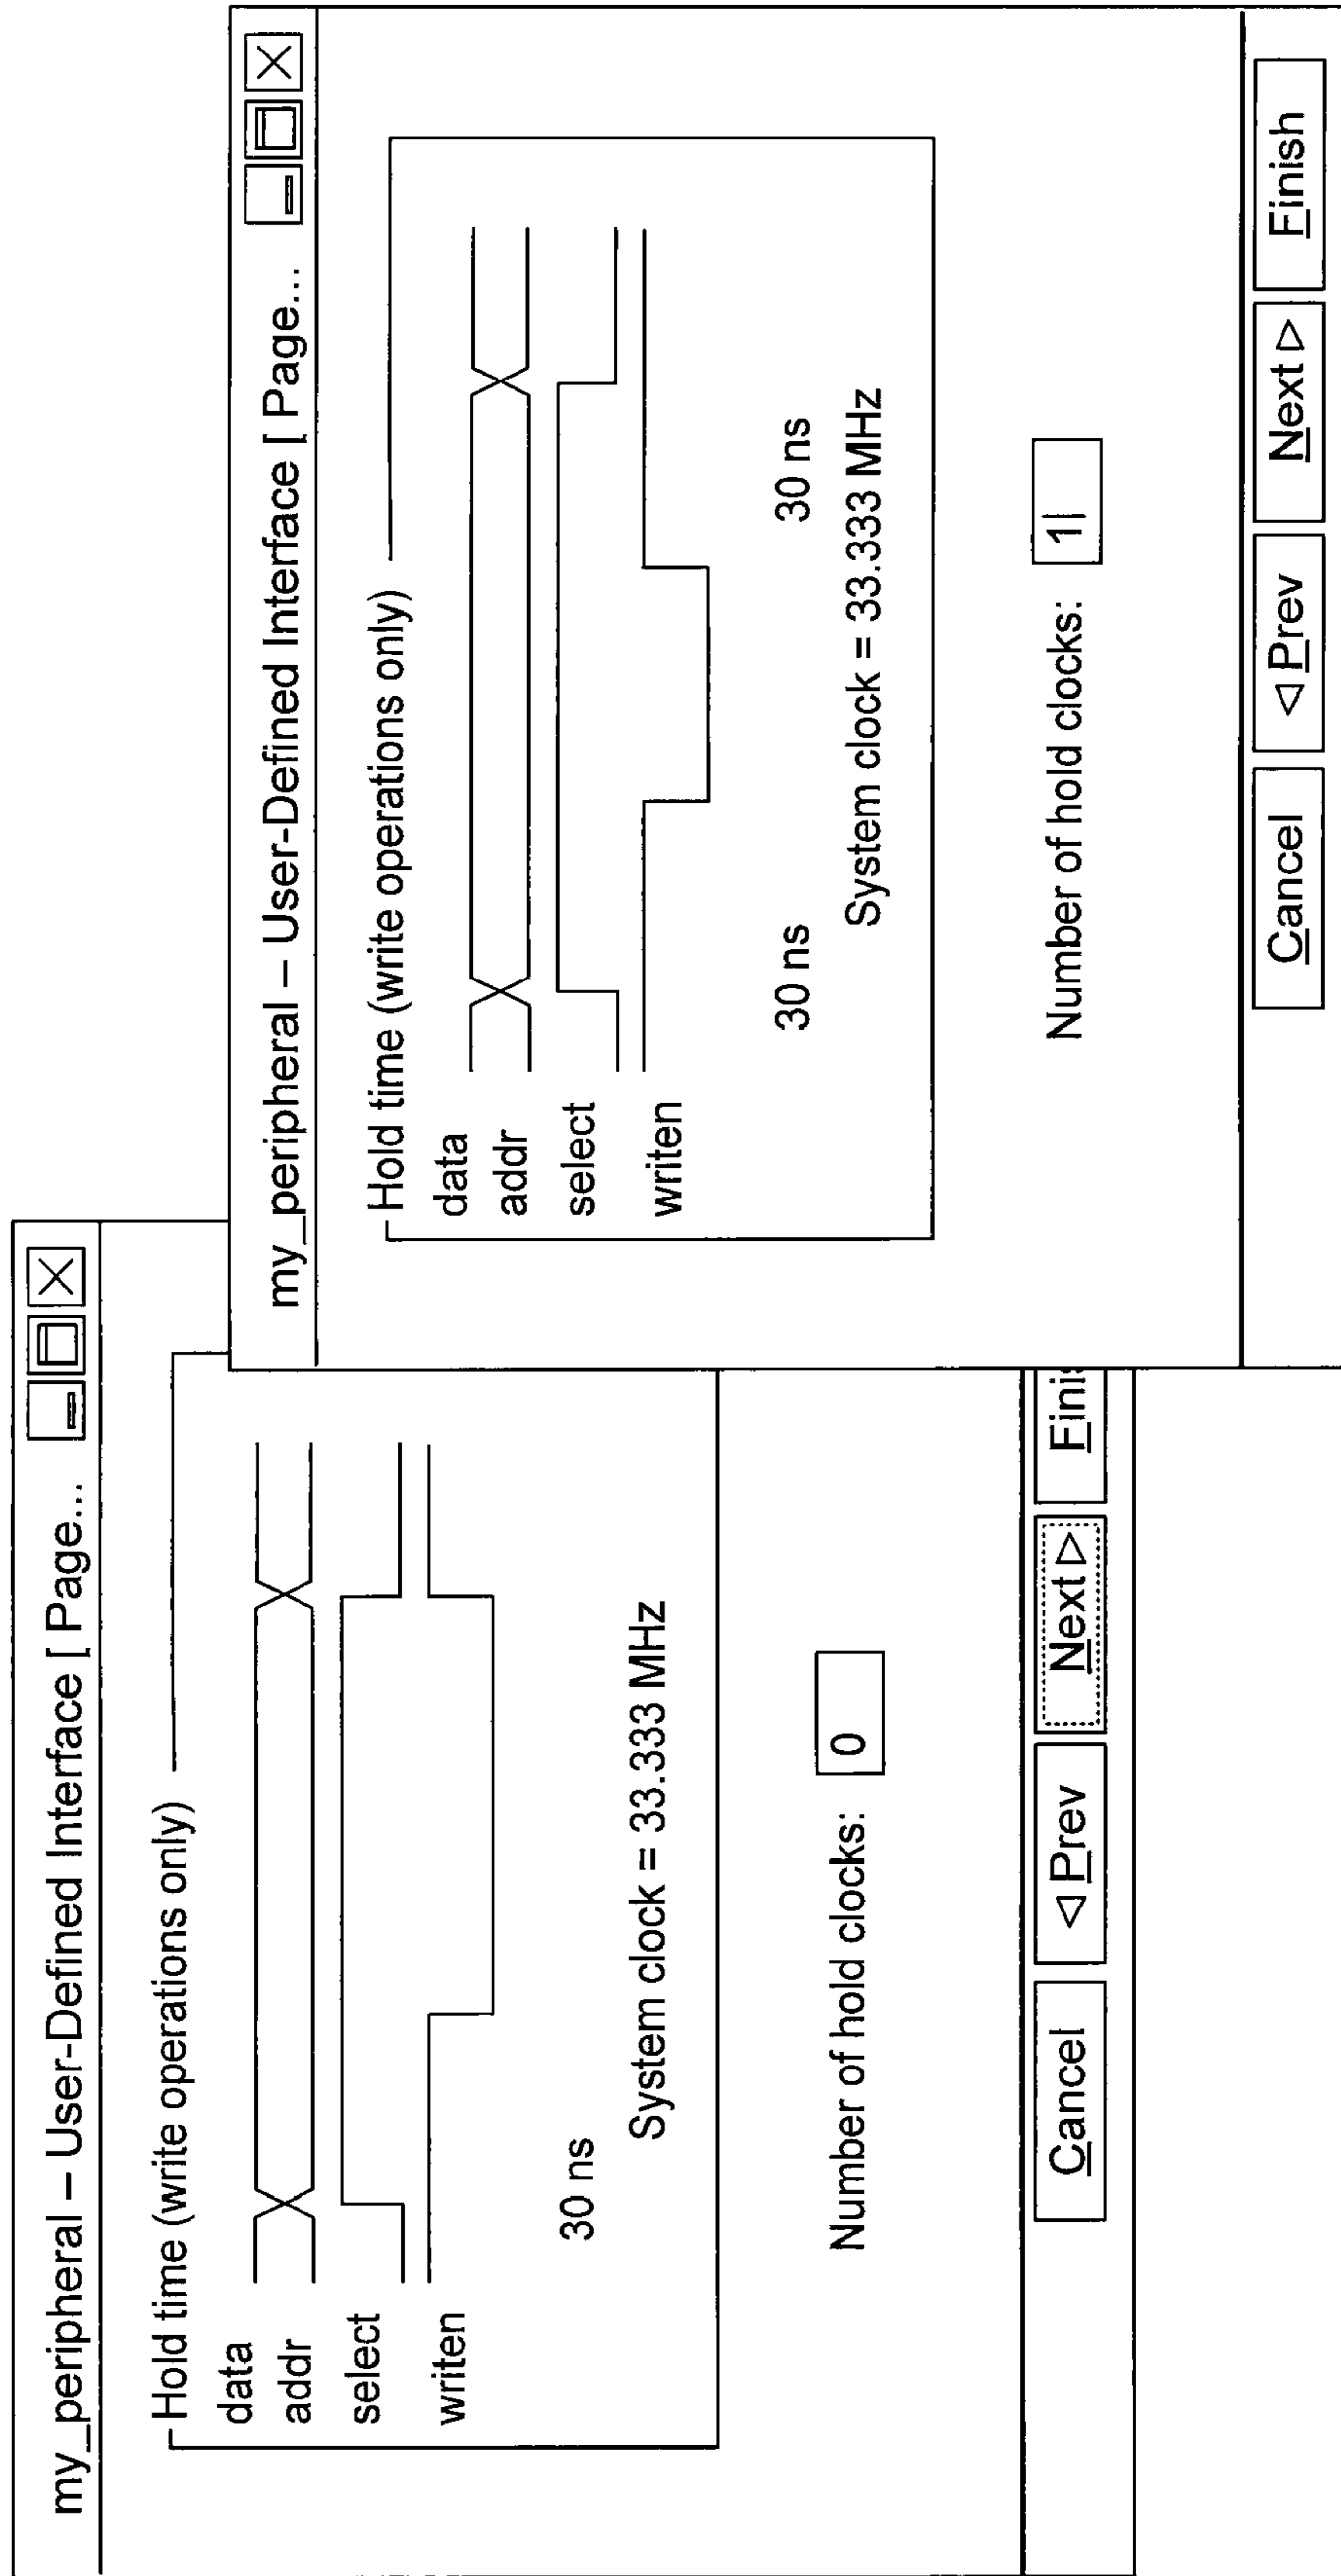 my_peripheral – User-Defined Interface [ Page...
Hold time (write operations only)
data
addr
select
writen
30 ns
System clock = 33.333 MHz
Number of hold clocks: 0
Cancel Prev Next Finis
my_peripheral – User-Defined Interface [ Page...
Hold time (write operations only)
data
addr
select
writen
30 ns 30 ns
System clock = 33.333 MHz
Number of hold clocks: 1
Cancel Prev Next Finish